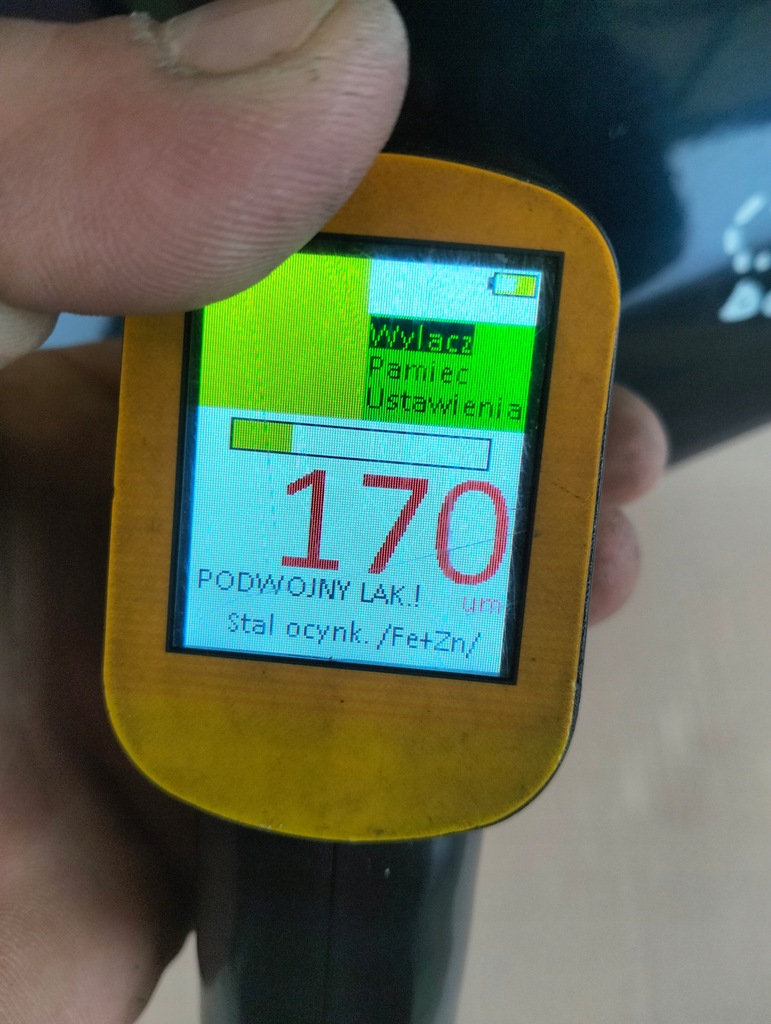 Wylacz
Pamiec
Ustawienia
170
um
PODWOJNY LAK.!
Stal ocynk. /Fe+Zn/